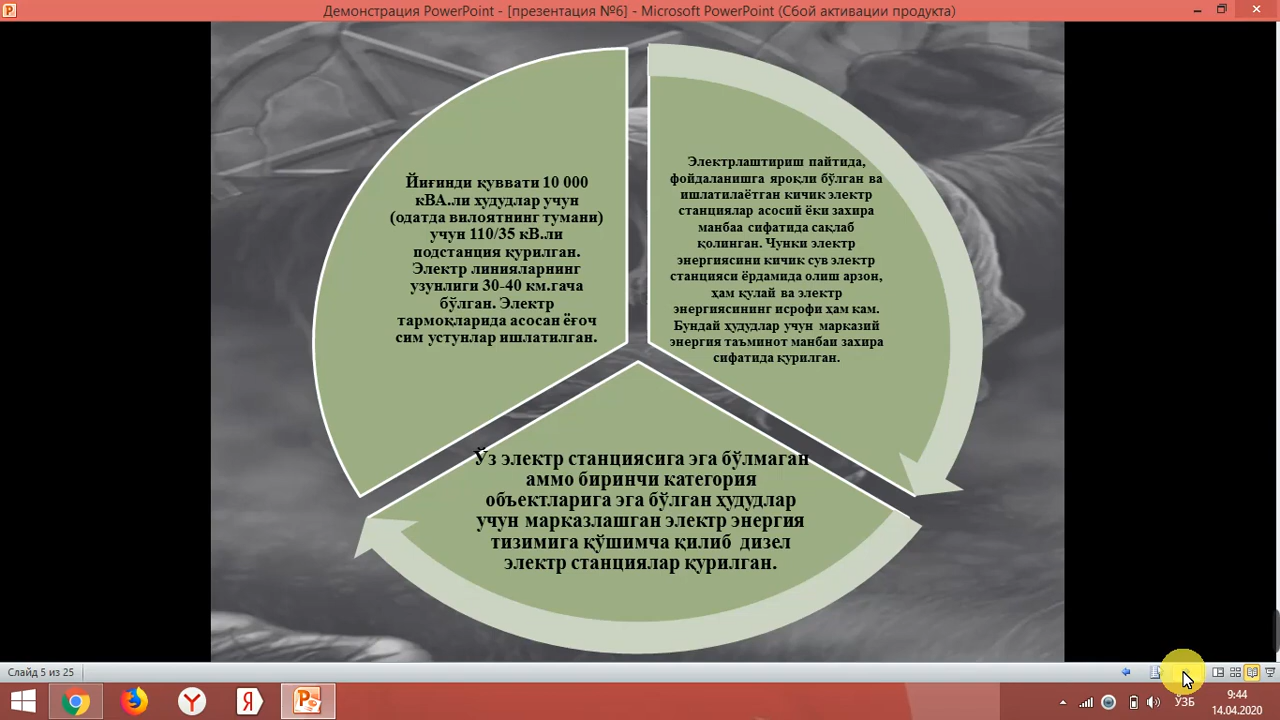 Демонстрация PowerPoint - [презентация №6] - Microsoft PowerPoint (Сбой активации продукта)
Йиғинди қуввати 10 000
кВА.ли ҳудудлар учун
(одатда вилоятнинг тумани)
учун 110/35 кВ.ли
подстанция қурилган.
Электр линияларнинг
узунлиги 30-40 км.гача
бўлган. Электр
тармоқларида асосан ёғоч
сим устунлар ишлатилган.
Электрлаштириш пайтида,
фойдаланишга яроқли бўлган ва
ишлатилаётган кичик электр
станциялар асосий ёки захира
манбаа сифатида сақлаб
қолинган. Чунки электр
энергиясини кичик сув электр
станцияси ёрдамида олиш арзон,
ҳам қулай ва электр
энергиясининг исрофи ҳам кам.
Бундай ҳудудлар учун марказий
энергия таъминот манбаи захира
сифатида қурилган.
Ўз электр станциясига эга бўлмаган
аммо биринчи категория
объектларига эга бўлган ҳудудлар
учун марказлашган электр энергия
тизимига қўшимча қилиб дизел
электр станциялар қурилган.
Слайд 5 из 25
ЎЗБ
9:44
14.04.2020